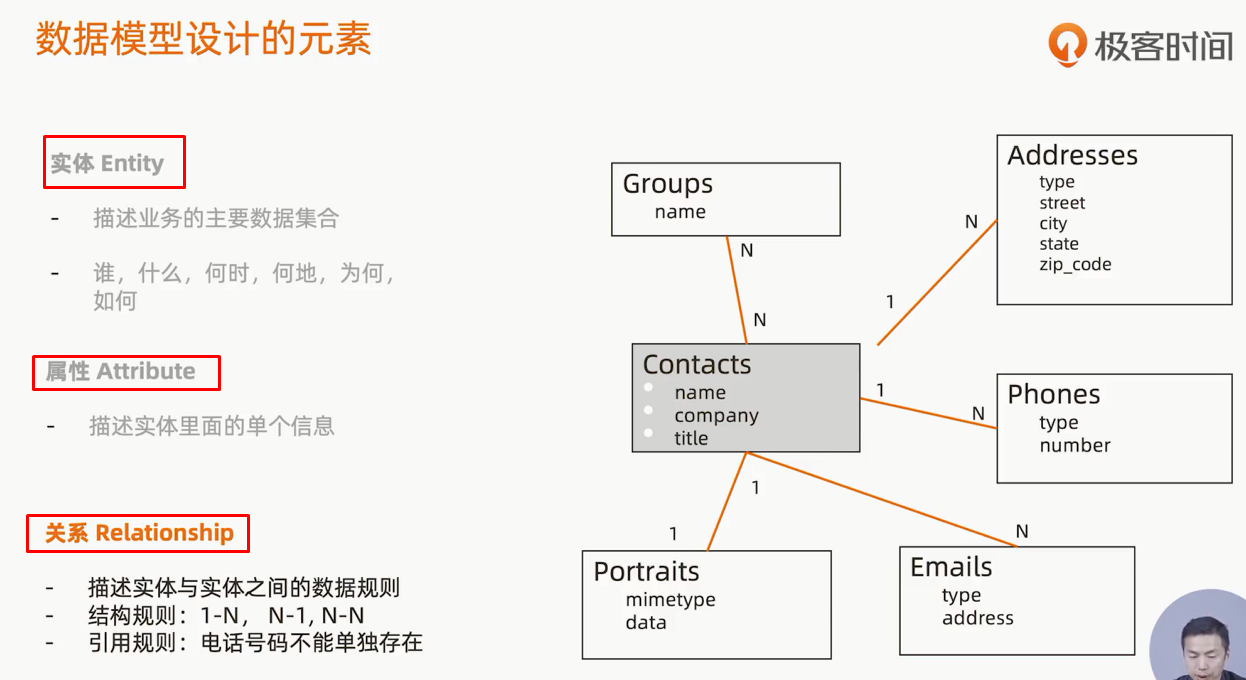 数据模型设计的元素
极客时间
实体 Entity
- 描述业务的主要数据集合
- 谁，什么，何时，何地，为何，
如何
属性 Attribute
- 描述实体里面的单个信息
关系 Relationship
- 描述实体与实体之间的数据规则
- 结构规则：1-N， N-1, N-N
- 引用规则：电话号码不能单独存在
Groups
name
N
N
Addresses
type
street
city
state
zip_code
N
1
Contacts
name
company
title
1
N
Phones
type
number
1
1
N
Portraits
mimetype
data
Emails
type
address